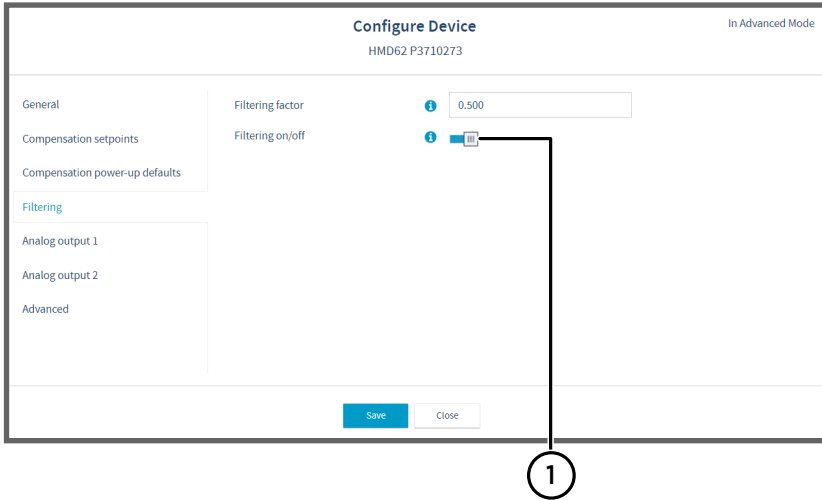 Configure Device
In Advanced Mode
HMD62 P3710273
General
Compensation setpoints
Compensation power-up defaults
Filtering
Analog output 1
Analog output 2
Advanced
Filtering factor
i
0.500
Filtering on/off
i
Save
Close
1